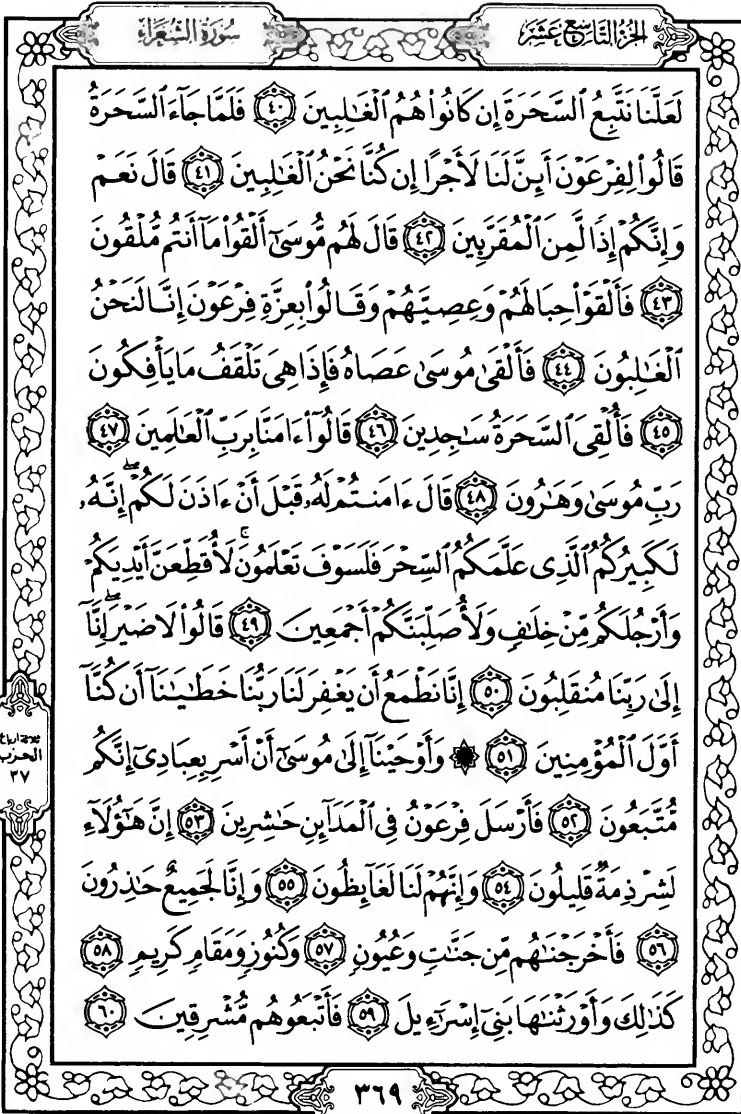 الجزء التاسع عشر
سورة الشعراء
لَعَلَّنَا نَتَّبِعُ ٱلسَّحَرَةَ إِن كَانُوا۟ هُمُ ٱلْغَٰلِبِينَ ٤٠ فَلَمَّا جَآءَ ٱلسَّحَرَةُ
قَالُوا۟ لِفِرْعَوْنَ أَئِنَّ لَنَا لَأَجْرًا إِن كُنَّا نَحْنُ ٱلْغَٰلِبِينَ ٤١ قَالَ نَعَمْ
وَإِنَّكُمْ إِذًا لَّمِنَ ٱلْمُقَرَّبِينَ ٤٢ قَالَ لَهُم مُّوسَىٰٓ أَلْقُوا۟ مَآ أَنتُم مُّلْقُونَ
٤٣ فَأَلْقَوْا۟ حِبَالَهُمْ وَعِصِيَّهُمْ وَقَالُوا۟ بِعِزَّةِ فِرْعَوْنَ إِنَّا لَنَحْنُ
ٱلْغَٰلِبُونَ ٤٤ فَأَلْقَىٰ مُوسَىٰ عَصَاهُ فَإِذَا هِىَ تَلْقَفُ مَا يَأْفِكُونَ
٤٥ فَأُلْقِىَ ٱلسَّحَرَةُ سَٰجِدِينَ ٤٦ قَالُوٓا۟ ءَامَنَّا بِرَبِّ ٱلْعَٰلَمِينَ ٤٧
رَبِّ مُوسَىٰ وَهَٰرُونَ ٤٨ قَالَ ءَامَنتُمْ لَهُۥ قَبْلَ أَنْ ءَاذَنَ لَكُمْ ۖ إِنَّهُۥ
لَكَبِيرُكُمُ ٱلَّذِى عَلَّمَكُمُ ٱلسِّحْرَ فَلَسَوْفَ تَعْلَمُونَ ۚ لَأُقَطِّعَنَّ أَيْدِيَكُمْ
وَأَرْجُلَكُم مِّنْ خِلَٰفٍ وَلَأُصَلِّبَنَّكُمْ أَجْمَعِينَ ٤٩ قَالُوا۟ لَا ضَيْرَ ۖ إِنَّآ
إِلَىٰ رَبِّنَا مُنقَلِبُونَ ٥٠ إِنَّا نَطْمَعُ أَن يَغْفِرَ لَنَا رَبُّنَا خَطَٰيَٰنَآ أَن كُنَّآ
أَوَّلَ ٱلْمُؤْمِنِينَ ٥١ ۞ وَأَوْحَيْنَآ إِلَىٰ مُوسَىٰٓ أَنْ أَسْرِ بِعِبَادِىٓ إِنَّكُم
مُّتَّبَعُونَ ٥٢ فَأَرْسَلَ فِرْعَوْنُ فِى ٱلْمَدَآئِنِ حَٰشِرِينَ ٥٣ إِنَّ هَٰٓؤُلَآءِ
لَشِرْذِمَةٌ قَلِيلُونَ ٥٤ وَإِنَّهُمْ لَنَا لَغَآئِظُونَ ٥٥ وَإِنَّا لَجَمِيعٌ حَٰذِرُونَ
٥٦ فَأَخْرَجْنَٰهُم مِّن جَنَّٰتٍ وَعُيُونٍ ٥٧ وَكُنُوزٍ وَمَقَامٍ كَرِيمٍ ٥٨
كَذَٰلِكَ وَأَوْرَثْنَٰهَا بَنِىٓ إِسْرَٰٓءِيلَ ٥٩ فَأَتْبَعُوهُم مُّشْرِقِينَ ٦٠
ثلاثة أرباع
الحزب
٣٧
٣٦٩